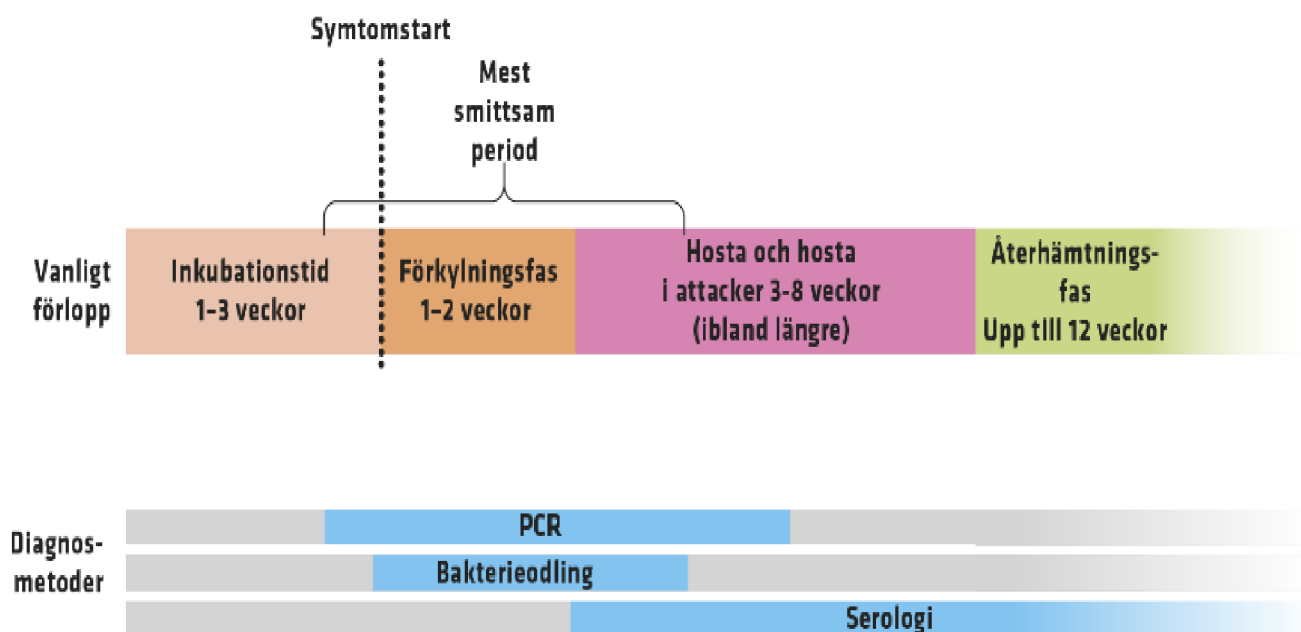 Symtomstart
Mest
smittsam
period
Vanligt
förlopp
Inkubationstid
1–3 veckor
Förkylningsfas
1–2 veckor
Hosta och hosta
i attacker 3-8 veckor
(ibland längre)
Återhämtnings-
fas
Upp till 12 veckor
Diagnos-
metoder
PCR
Bakterieodling
Serologi